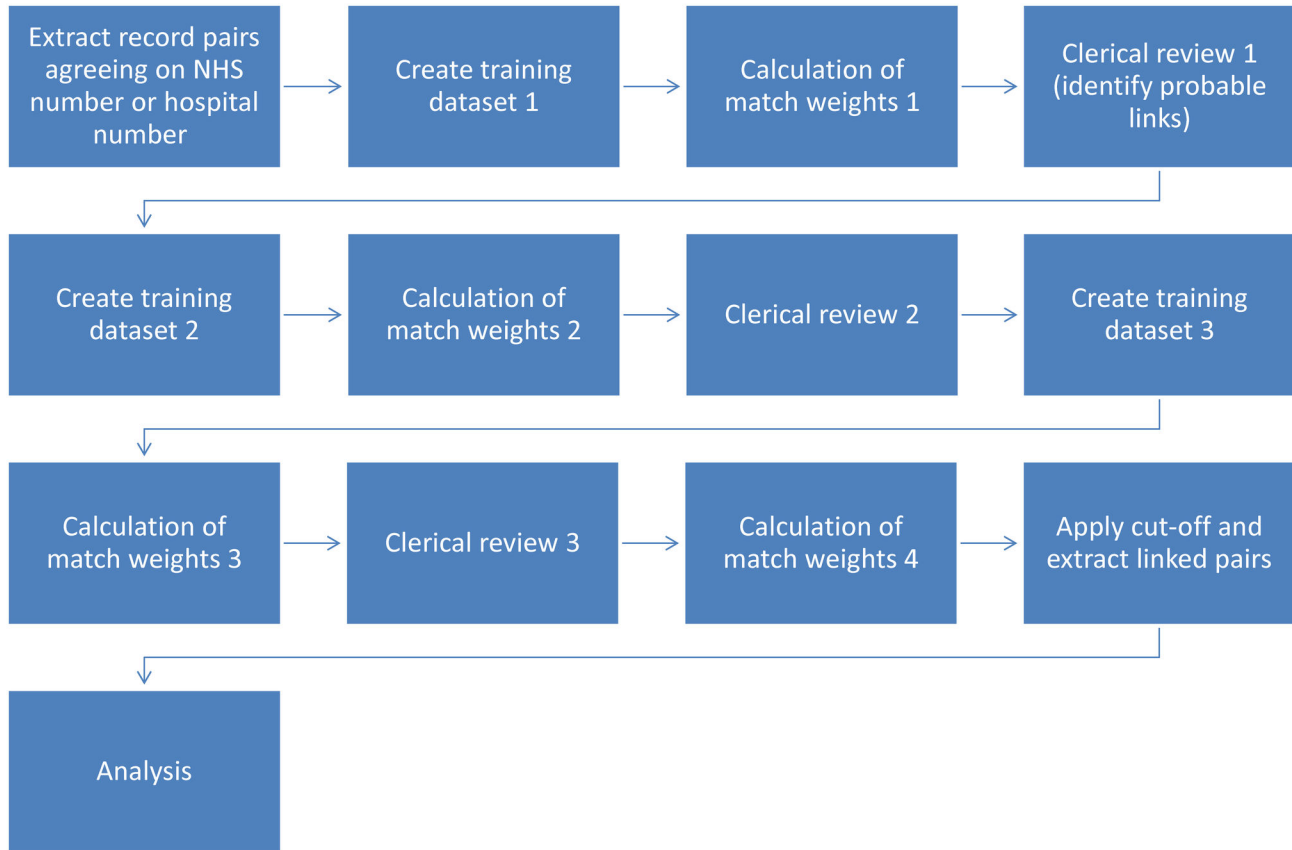 Extract record pairs
agreeing on NHS
number or hospital
number
Create training
dataset 1
Calculation of
match weights 1
Clerical review 1
(identify probable
links)
Create training
dataset 2
Calculation of
match weights 2
Clerical review 2
Create training
dataset 3
Calculation of
match weights 3
Clerical review 3
Calculation of
match weights 4
Apply cut-off and
extract linked pairs
Analysis